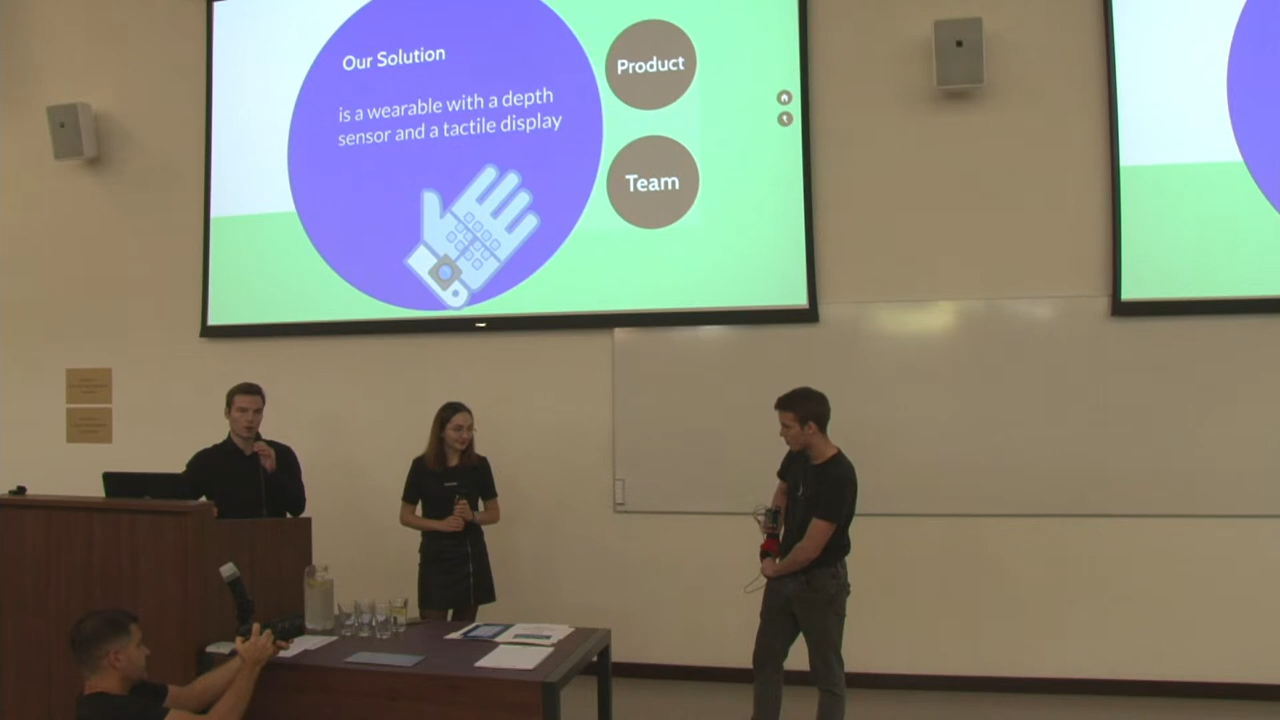 Our Solution
is a wearable with a depth
sensor and a tactile display
Product
Team